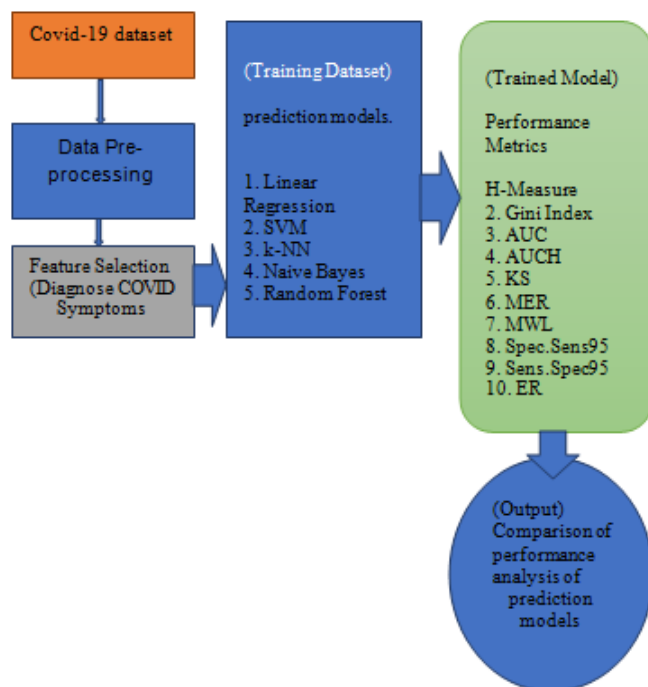 Covid-19 dataset
Data Pre-
processing
Feature Selection
(Diagnose COVID
Symptoms
(Training Dataset)
prediction models.
1. Linear
Regression
2. SVM
3. k-NN
4. Naive Bayes
5. Random Forest
(Trained Model)
Performance
Metrics
H-Measure
2. Gini Index
3. AUC
4. AUCH
5. KS
6. MER
7. MWL
8. Spec.Sens95
9. Sens.Spec95
10. ER
(Output)
Comparison of
performance
analysis of
prediction
models